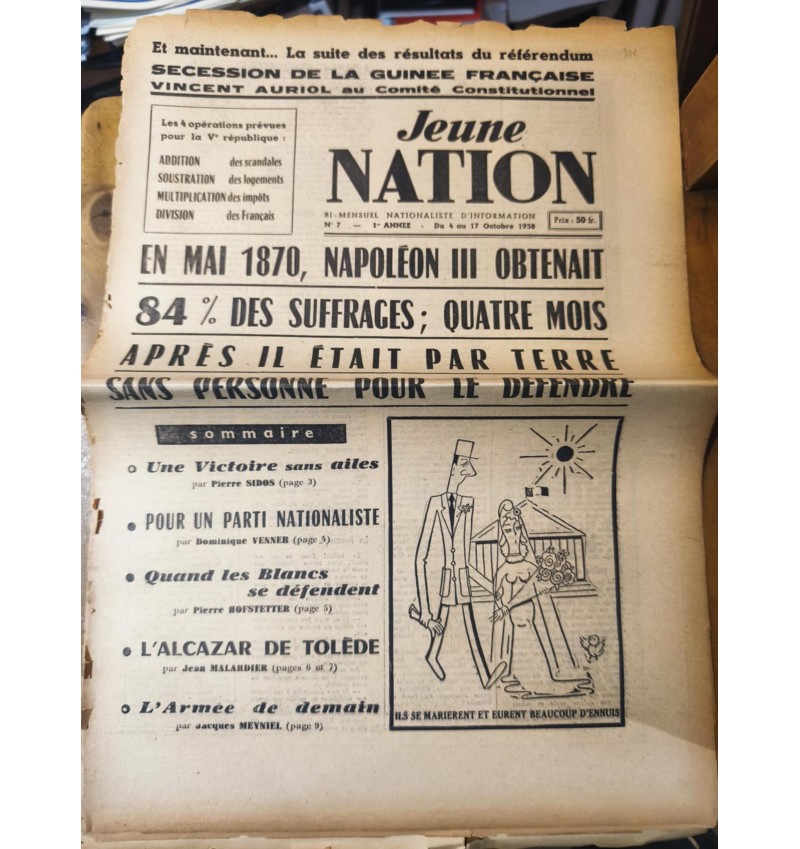 Et maintenant... La suite des résultats du référendum
SECESSION DE LA GUINEE FRANÇAISE
VINCENT AURIOL au Comité Constitutionnel
Les 4 opérations prévues
pour la Vᵉ république :
ADDITION des scandales
SOUSTRATION des logements
MULTIPLICATION des impôts
DIVISION des Français
Jeune
NATION
BI-MENSUEL NATIONALISTE D'INFORMATION
N° 7 — 1ʳᵉ ANNEE - Du 4 au 17 Octobre 1958
Prix : 50 fr.
EN MAI 1870, NAPOLÉON III OBTENAIT
84 % DES SUFFRAGES ; QUATRE MOIS
APRÈS IL ÉTAIT PAR TERRE
SANS PERSONNE POUR LE DEFENDRE
sommaire
Une Victoire sans ailes
par Pierre SIDOS (page 3)
POUR UN PARTI NATIONALISTE
par Dominique VENNER (page
Quand les Blancs
se défendent
par Pierre HOFSTETTER (page 5)
L'ALCAZAR DE TOLÈDE
par Jean MALARDIER (pages 6 et 7)
L'Armée de demain
par Jacques MEYNIEL (page 9)
ILS SE MARIERENT ET EURENT BEAUCOUP D'ENNUIS